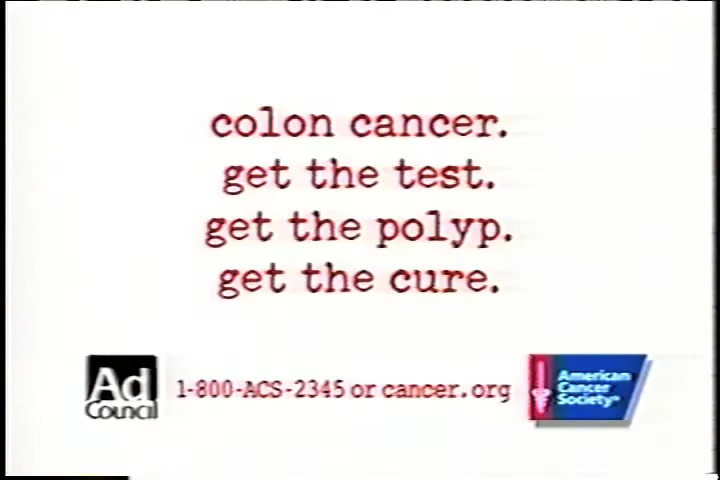 colon cancer.
get the test.
get the polyp.
get the cure.
Ad
Council
1-800-ACS-2345 or cancer.org
American
Cancer
Society